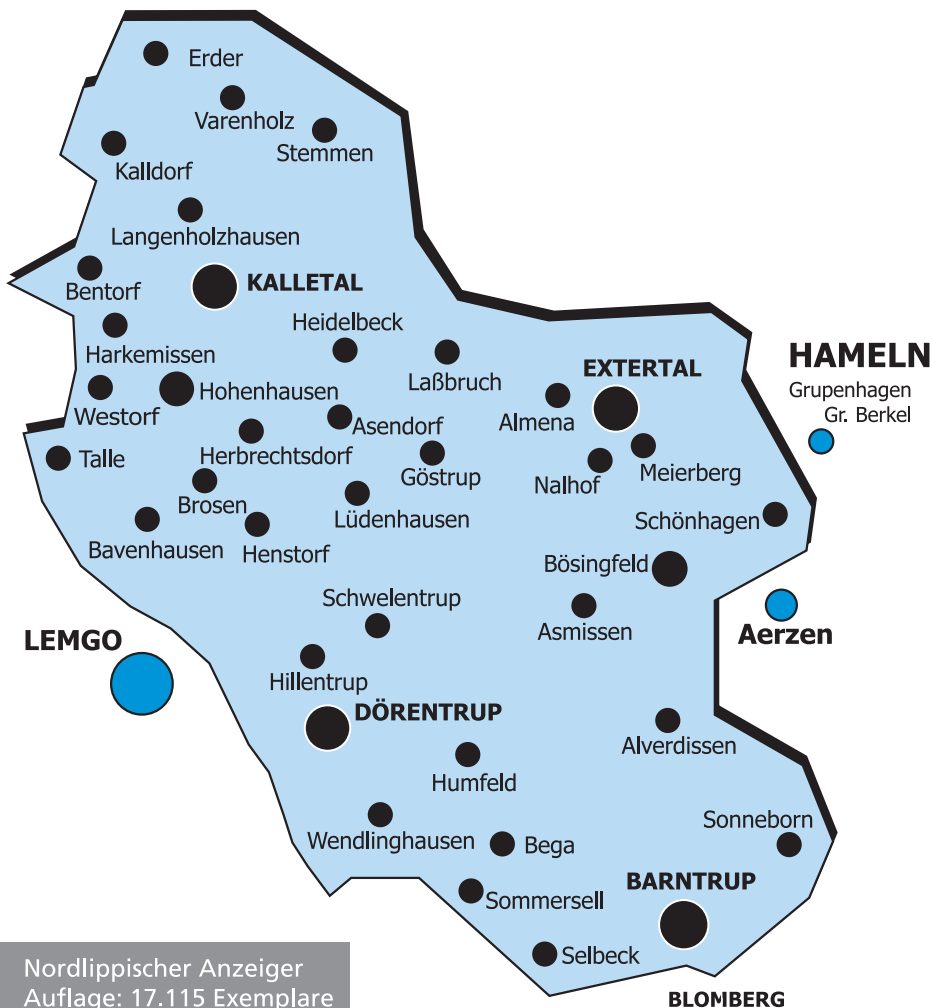 Erder
Varenholz
Stemmen
Kalldorf
Langenholzhausen
KALLETAL
Bentorf
Heidelbeck
Harkemissen
Laßbruch
EXTERTAL
HAMELN
Grupenhagen
Gr. Berkel
Hohenhausen
Westorf
Almena
Asendorf
Talle
Herbrechtsdorf
Göstrup
Nalhof
Meierberg
Brosen
Lüdenhausen
Schönhagen
Bavenhausen
Henstorf
Bösingfeld
Schwelentrup
Asmissen
LEMGO
Aerzen
Hillentrup
DÖRENTRUP
Alverdissen
Humfeld
Sonneborn
Wendlinghausen
Bega
BARNTRUP
Sommersell
Selbeck
Nordlippischer Anzeiger
Auflage: 17.115 Exemplare
BLOMBERG